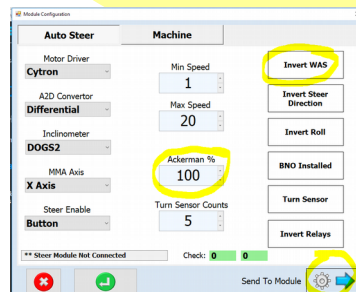 Module Configuration
Auto Steer
Machine
Motor Driver
Cytron
A2D Convertor
Differential
Inclinometer
DOGS2
MMA Axis
X Axis
Steer Enable
Button
Min Speed
1
Max Speed
20
Ackerman %
100
Turn Sensor Counts
5
Invert WAS
Invert Steer
Direction
Invert Roll
BNO Installed
Turn Sensor
Invert Relays
** Steer Module Not Connected
Check: 0 0
Send To Module